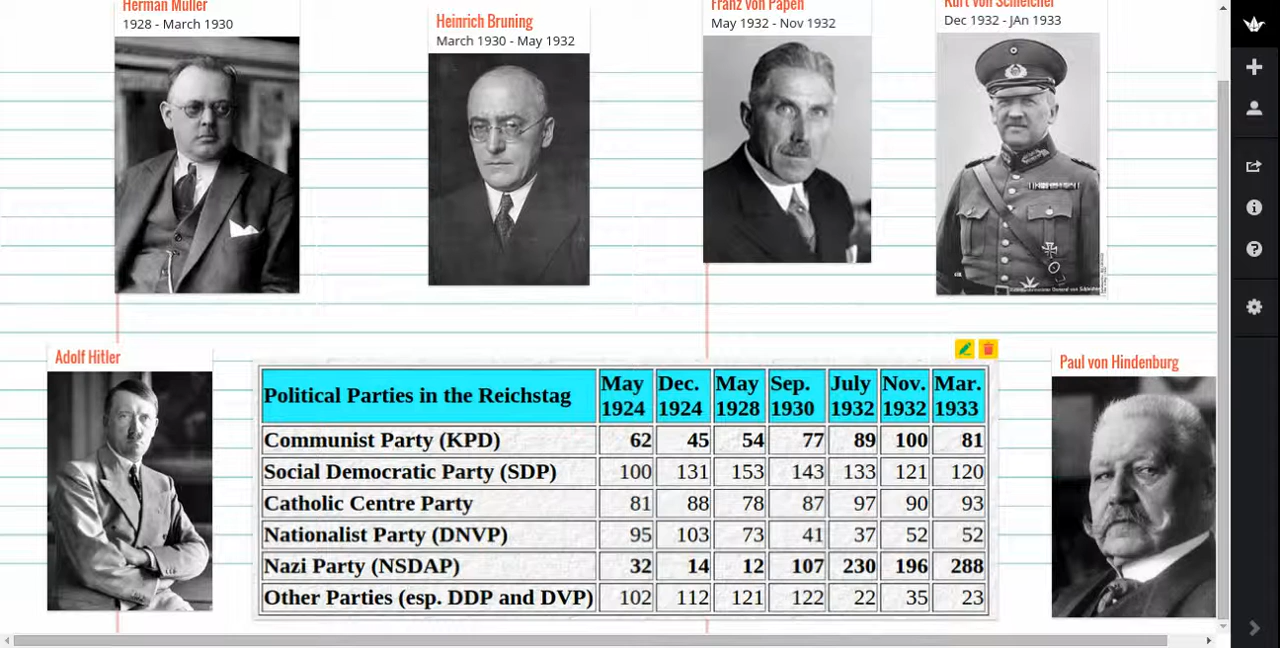 Herman Muller
1928 - March 1930
Heinrich Bruning
March 1930 - May 1932
Franz von Papen
May 1932 - Nov 1932
Kurt von Schleicher
Dec 1932 - JAn 1933
Adolf Hitler
Paul von Hindenburg
Political Parties in the Reichstag May 1924 Dec. 1924 May 1928 Sep. 1930 July 1932 Nov. 1932 Mar. 1933
Communist Party (KPD) 62 45 54 77 89 100 81
Social Democratic Party (SDP) 100 131 153 143 133 121 120
Catholic Centre Party 81 88 78 87 97 90 93
Nationalist Party (DNVP) 95 103 73 41 37 52 52
Nazi Party (NSDAP) 32 14 12 107 230 196 288
Other Parties (esp. DDP and DVP) 102 112 121 122 22 35 23